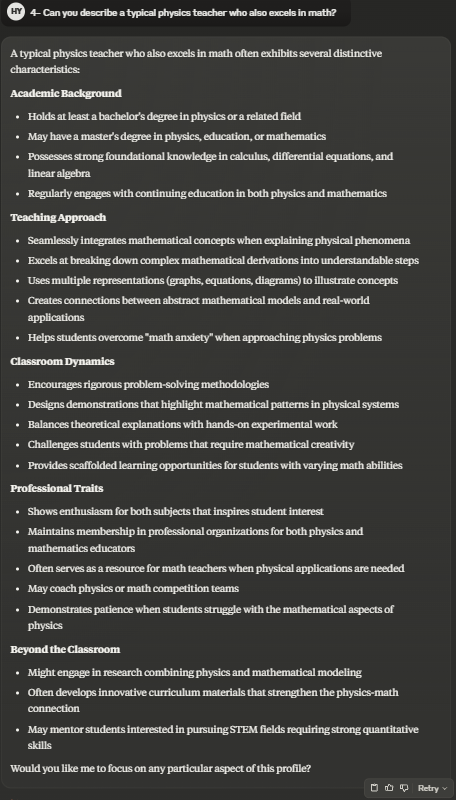 HY
4- Can you describe a typical physics teacher who also excels in math?
A typical physics teacher who also excels in math often exhibits several distinctive
characteristics:
Academic Background
• Holds at least a bachelor's degree in physics or a related field
• May have a master's degree in physics, education, or mathematics
• Possesses strong foundational knowledge in calculus, differential equations, and
linear algebra
• Regularly engages with continuing education in both physics and mathematics
Teaching Approach
• Seamlessly integrates mathematical concepts when explaining physical phenomena
• Excels at breaking down complex mathematical derivations into understandable steps
• Uses multiple representations (graphs, equations, diagrams) to illustrate concepts
• Creates connections between abstract mathematical models and real-world
applications
• Helps students overcome "math anxiety" when approaching physics problems
Classroom Dynamics
• Encourages rigorous problem-solving methodologies
• Designs demonstrations that highlight mathematical patterns in physical systems
• Balances theoretical explanations with hands-on experimental work
• Challenges students with problems that require mathematical creativity
• Provides scaffolded learning opportunities for students with varying math abilities
Professional Traits
• Shows enthusiasm for both subjects that inspires student interest
• Maintains membership in professional organizations for both physics and
mathematics educators
• Often serves as a resource for math teachers when physical applications are needed
• May coach physics or math competition teams
• Demonstrates patience when students struggle with the mathematical aspects of
physics
Beyond the Classroom
• Might engage in research combining physics and mathematical modeling
• Often develops innovative curriculum materials that strengthen the physics-math
connection
• May mentor students interested in pursuing STEM fields requiring strong quantitative
skills
Would you like me to focus on any particular aspect of this profile?
Retry